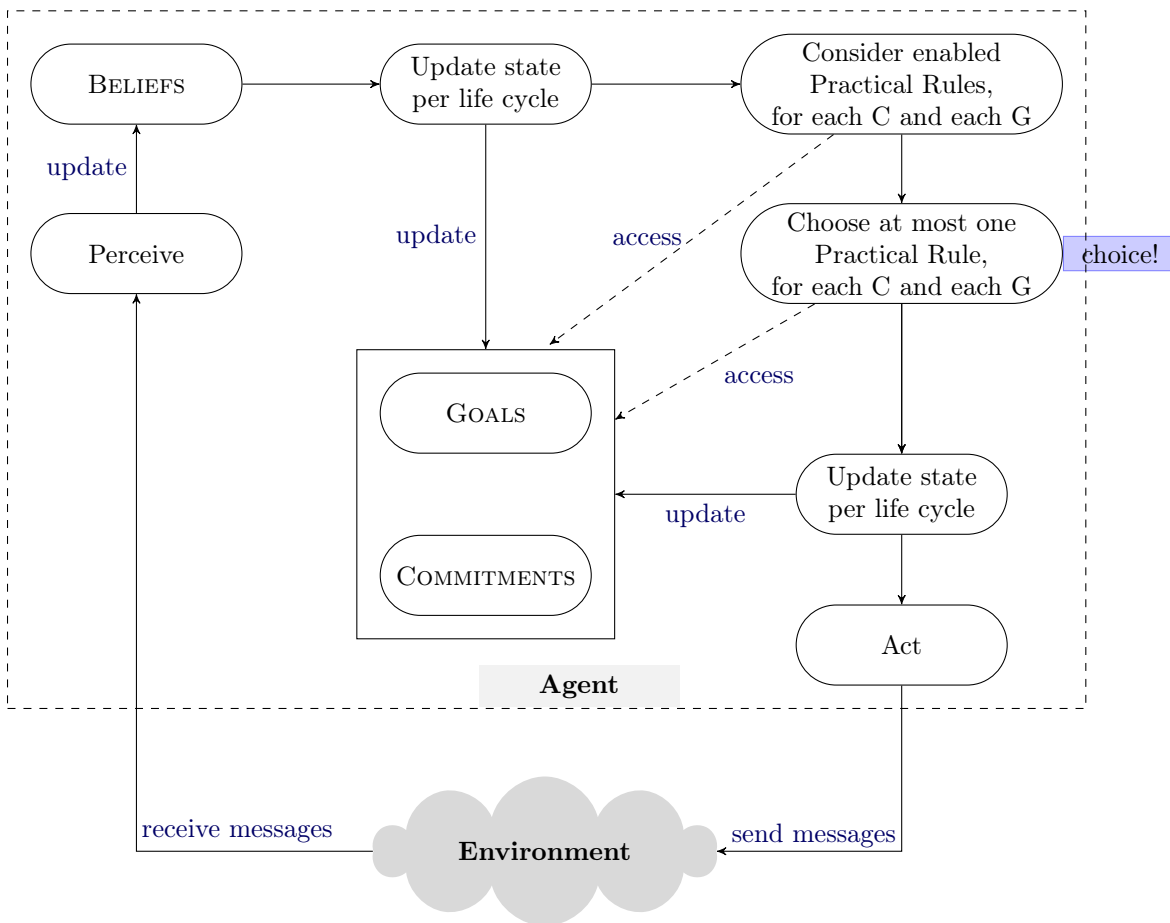 BELIEFS
Update state
per life cycle
Consider enabled
Practical Rules,
for each C and each G
update
Perceive
update
access
Choose at most one
Practical Rule,
for each C and each G
choice!
access
GOALS
Update state
per life cycle
update
COMMITMENTS
Act
Agent
receive messages
Environment
send messages